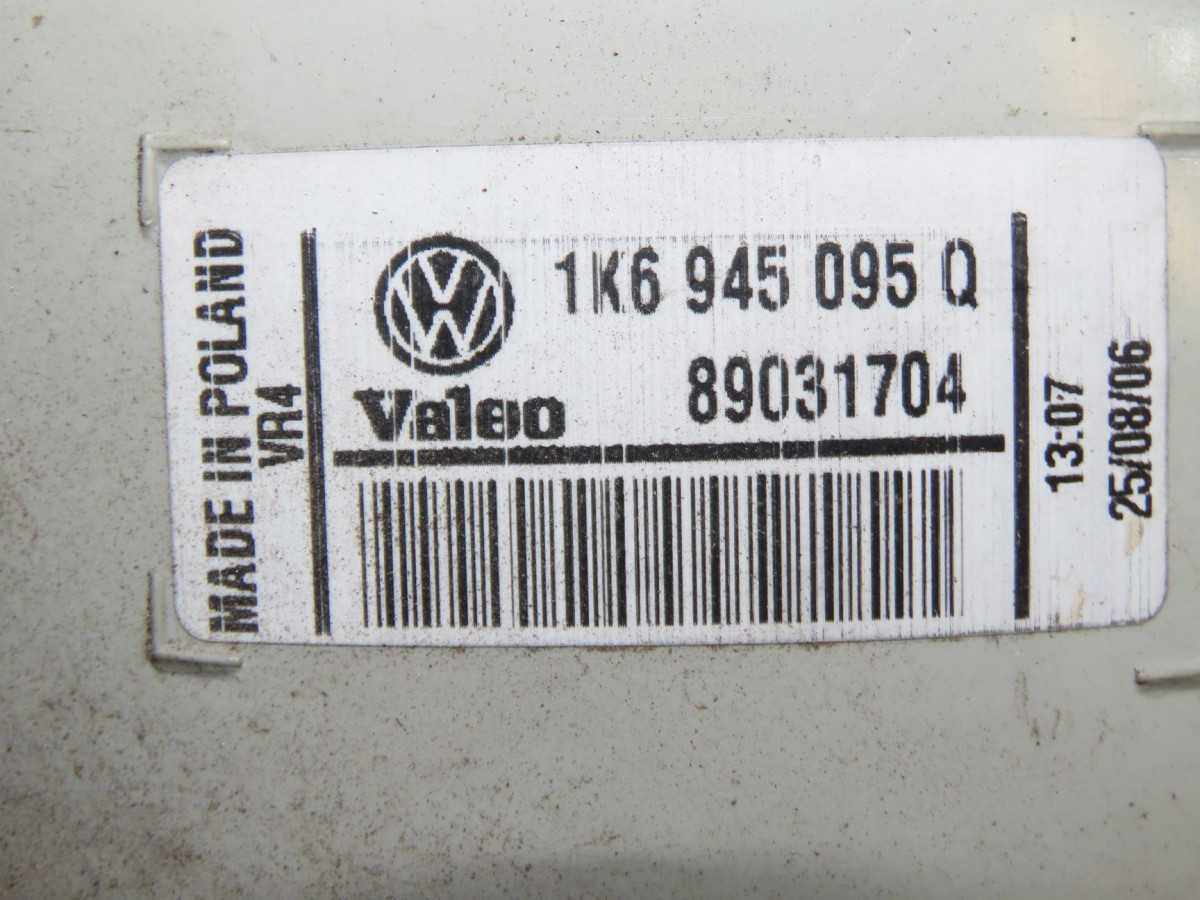 MADE IN POLAND
VR4
1K6 945 095 Q
Valeo
89031704
13:07
25/08/06